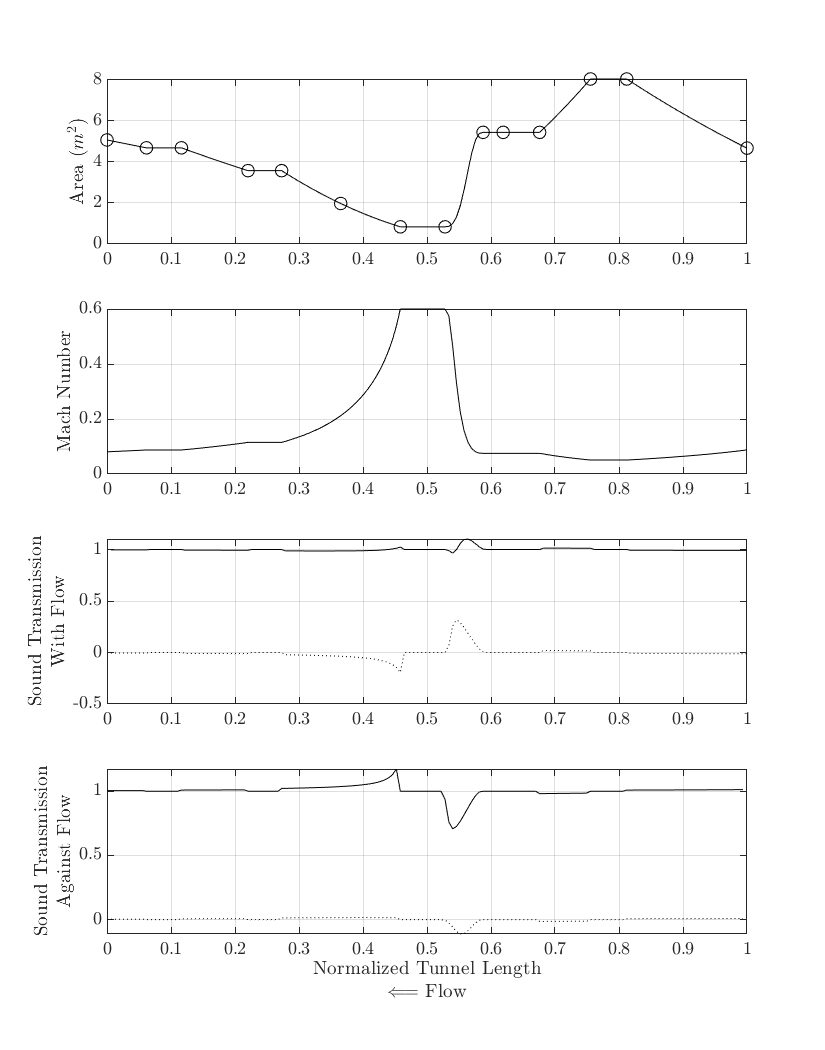 8
6
4
2
0
Area (m²)
0 0.1 0.2 0.3 0.4 0.5 0.6 0.7 0.8 0.9 1
0.6
0.4
0.2
0
Mach Number
0 0.1 0.2 0.3 0.4 0.5 0.6 0.7 0.8 0.9 1
1
0.5
0
-0.5
Sound Transmission
With Flow
0 0.1 0.2 0.3 0.4 0.5 0.6 0.7 0.8 0.9 1
1
0.5
0
Sound Transmission
Against Flow
0 0.1 0.2 0.3 0.4 0.5 0.6 0.7 0.8 0.9 1
Normalized Tunnel Length
⟸ Flow